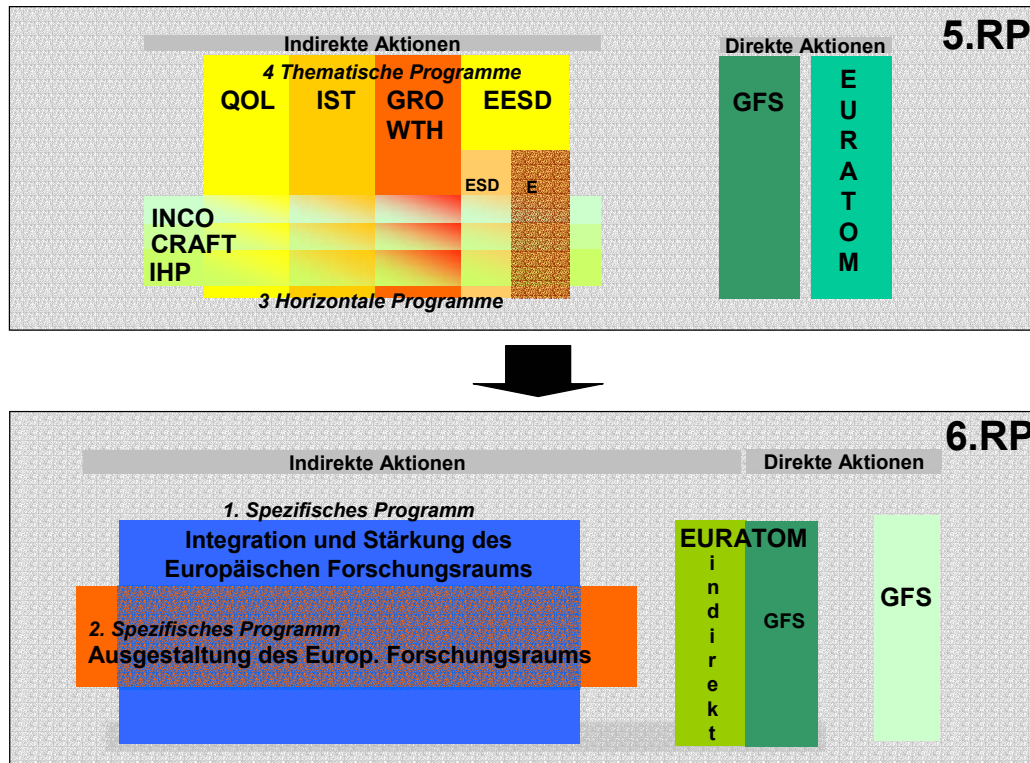 5.RP
Indirekte Aktionen
Direkte Aktionen
4 Thematische Programme
QOL
IST
GRO
WTH
EESD
GFS
EURATOM
ESD
E
INCO
CRAFT
IHP
3 Horizontale Programme
6.RP
Indirekte Aktionen
Direkte Aktionen
1. Spezifisches Programm
Integration und Stärkung des
Europäischen Forschungsraums
2. Spezifisches Programm
Ausgestaltung des Europ. Forschungsraums
EURATOM
indirekt
GFS
GFS